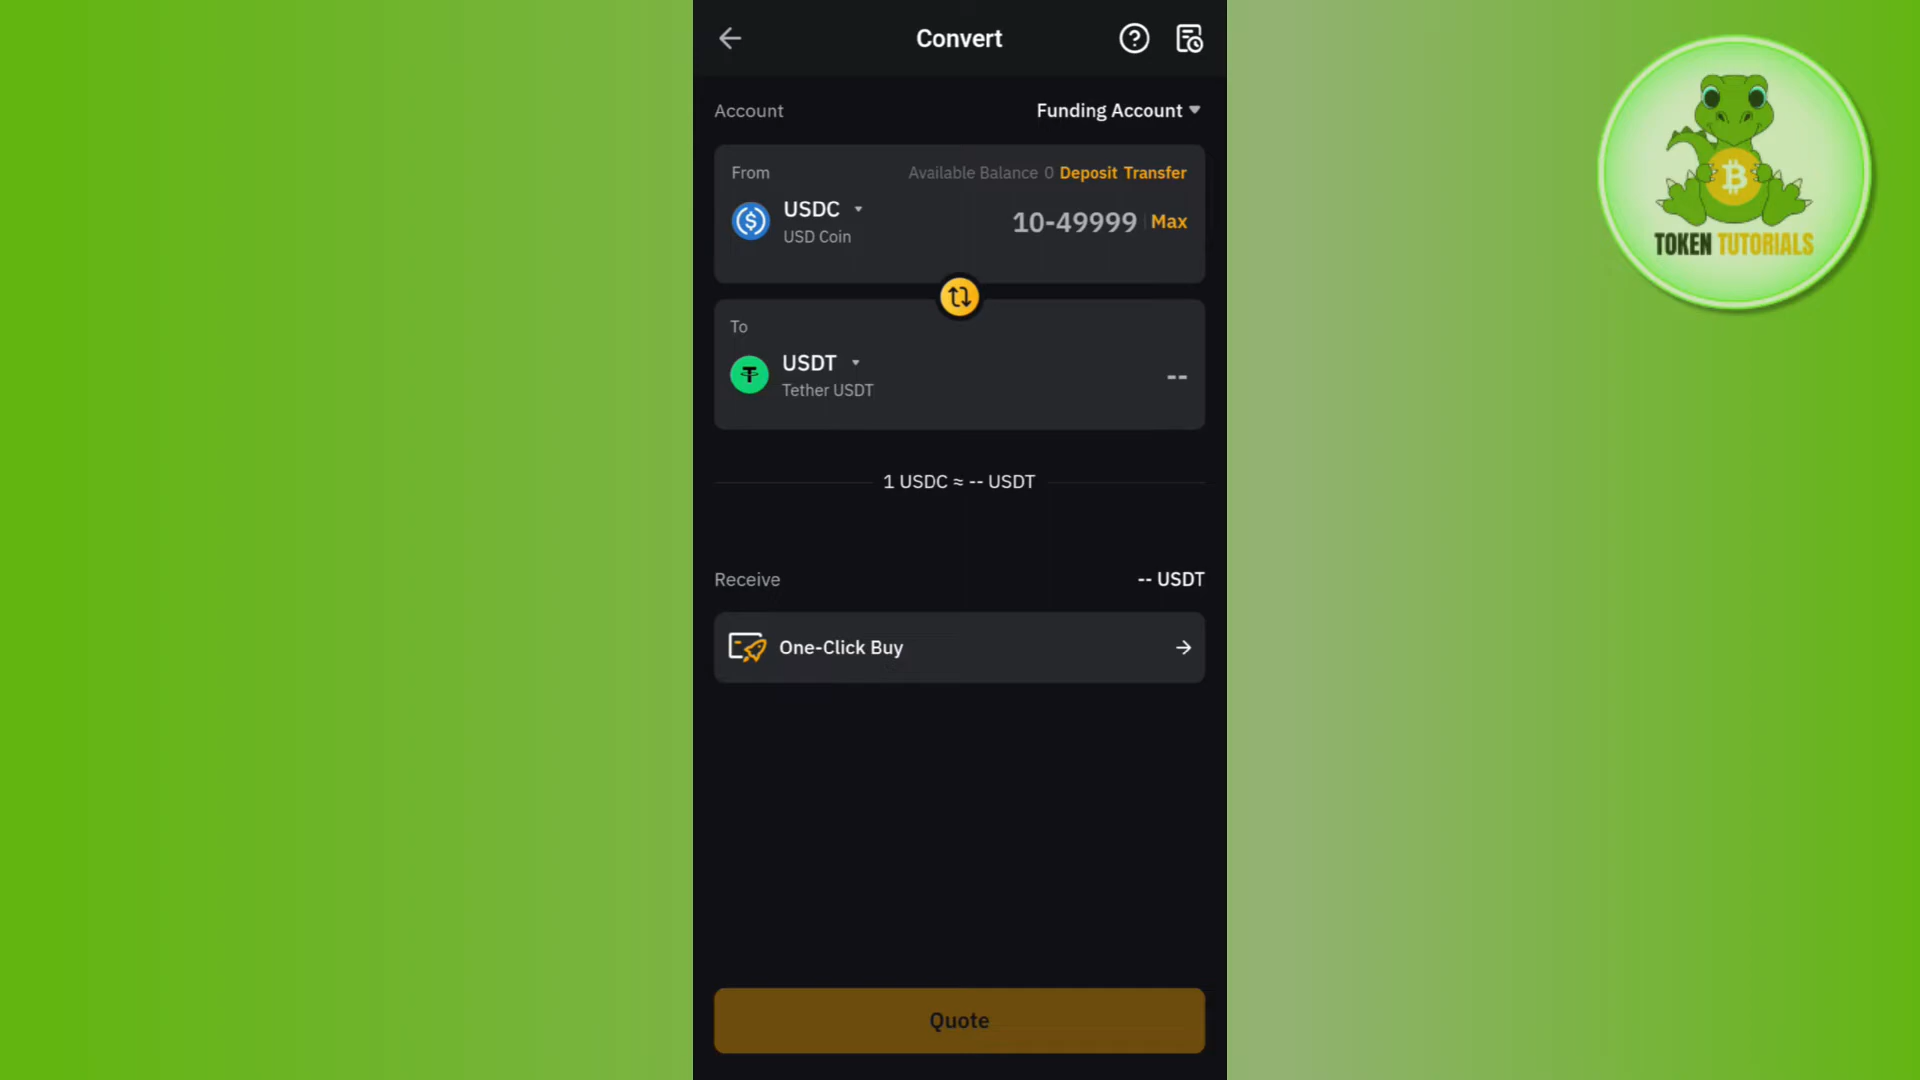 Convert
Account
Funding Account
From
Available Balance 0 Deposit Transfer
USDC
USD Coin
10-49999 Max
To
USDT
Tether USDT
--
1 USDC ≈ -- USDT
Receive
-- USDT
One-Click Buy
Quote
TOKEN TUTORIALS